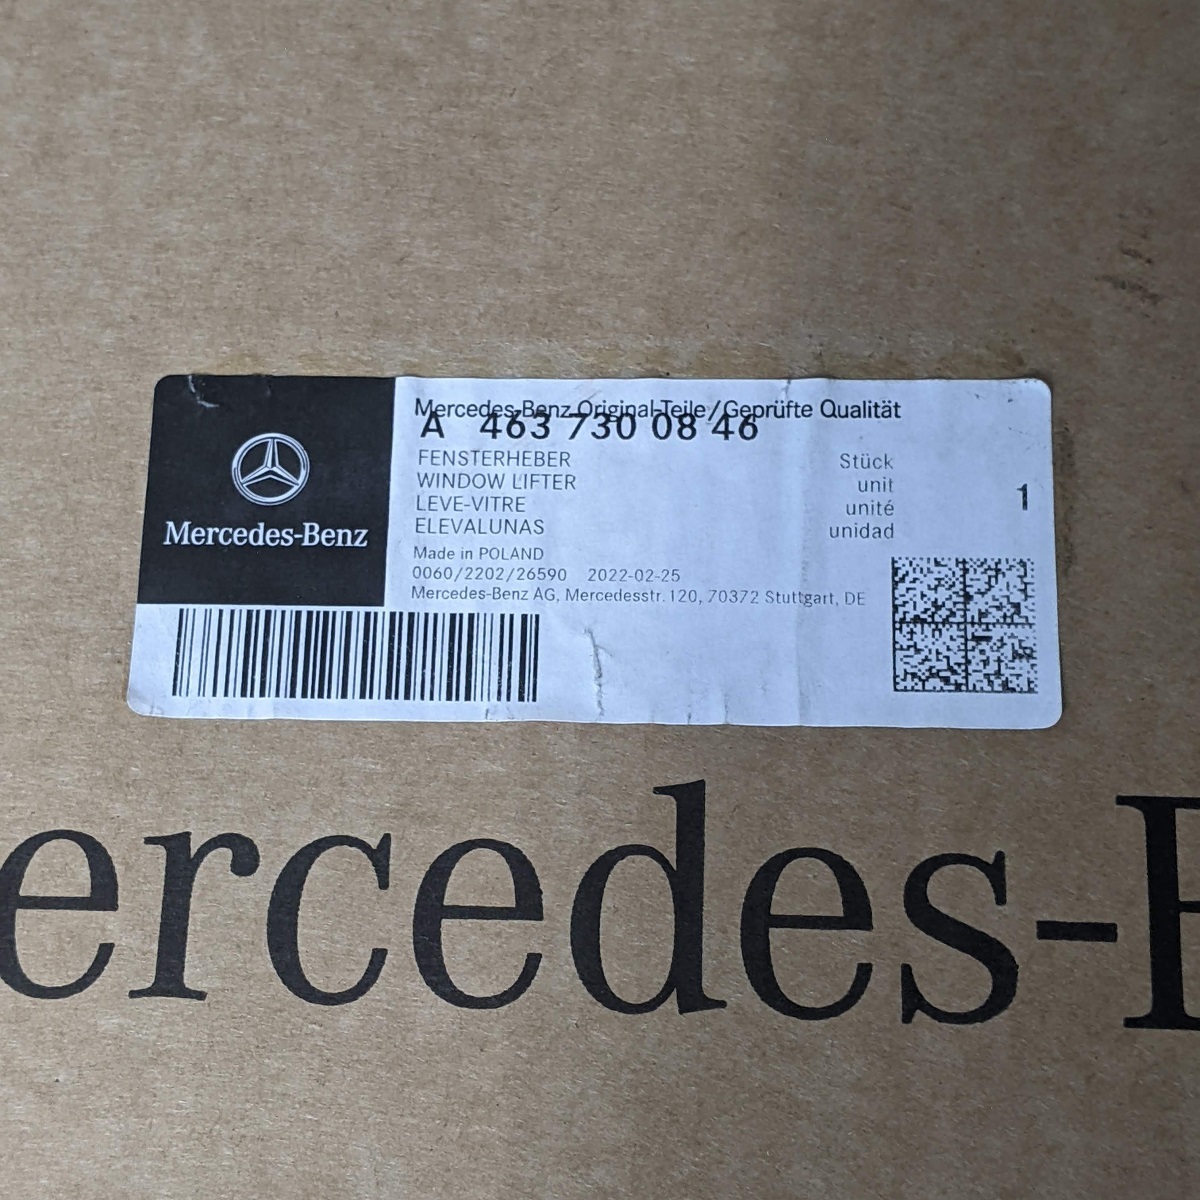 Mercedes-Benz Original-Teile/Geprüfte Qualität
A 463 730 08 46
FENSTERHEBER Stück
WINDOW LIFTER unit
LEVE-VITRE unité 1
ELEVALUNAS unidad
Mercedes-Benz
Made in POLAND
0060/2202/26590 2022-02-25
Mercedes-Benz AG, Mercedesstr. 120, 70372 Stuttgart, DE
ercedes-B